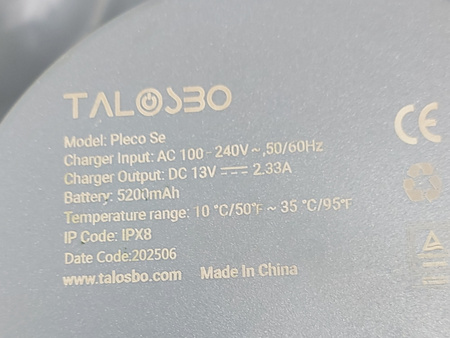 TALOSBO
Model: Pleco Se
Charger Input: AC 100-240V~,50/60Hz
Charger Output: DC 13V⎓2.33A
Battery: 5200mAh
Temperature range: 10 °C/50°F ~ 35 °C/95°F
IP Code: IPX8
Date Code:202506
www.talosbo.com Made In China
CE